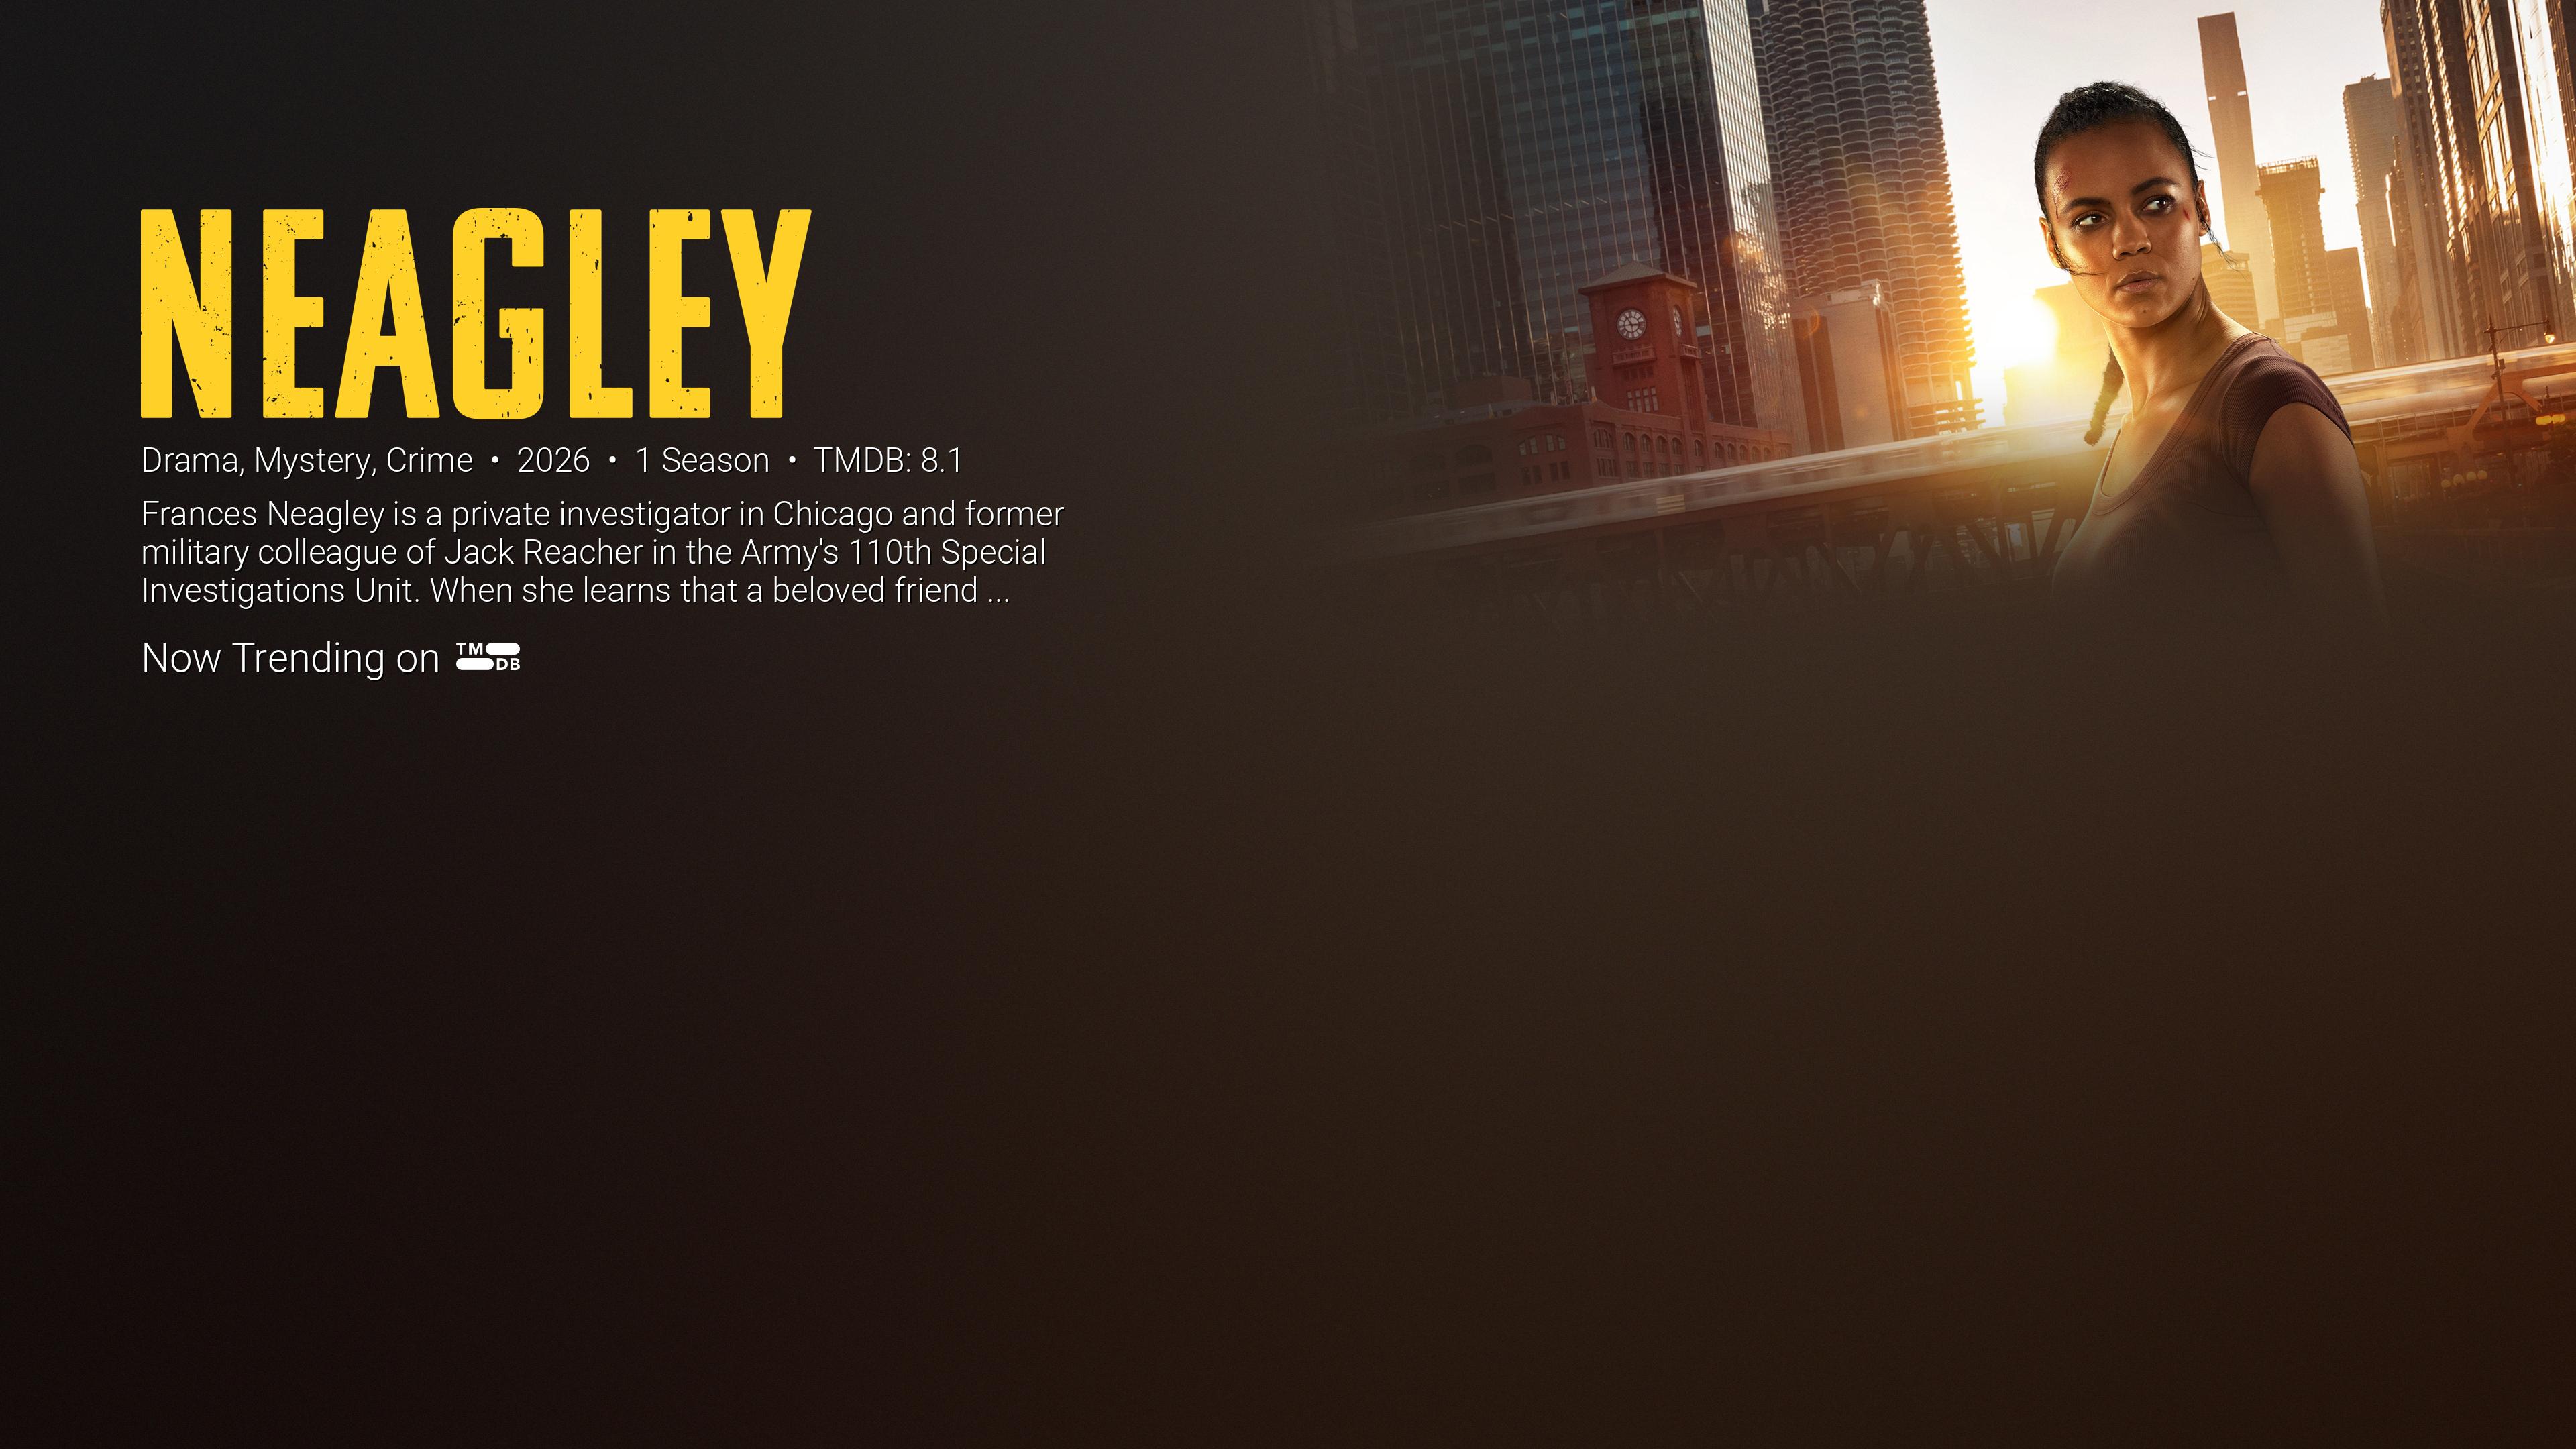 NEAGLEY
Drama, Mystery, Crime • 2026 • 1 Season • TMDB: 8.1
Frances Neagley is a private investigator in Chicago and former
military colleague of Jack Reacher in the Army's 110th Special
Investigations Unit. When she learns that a beloved friend ...
Now Trending on TMDB